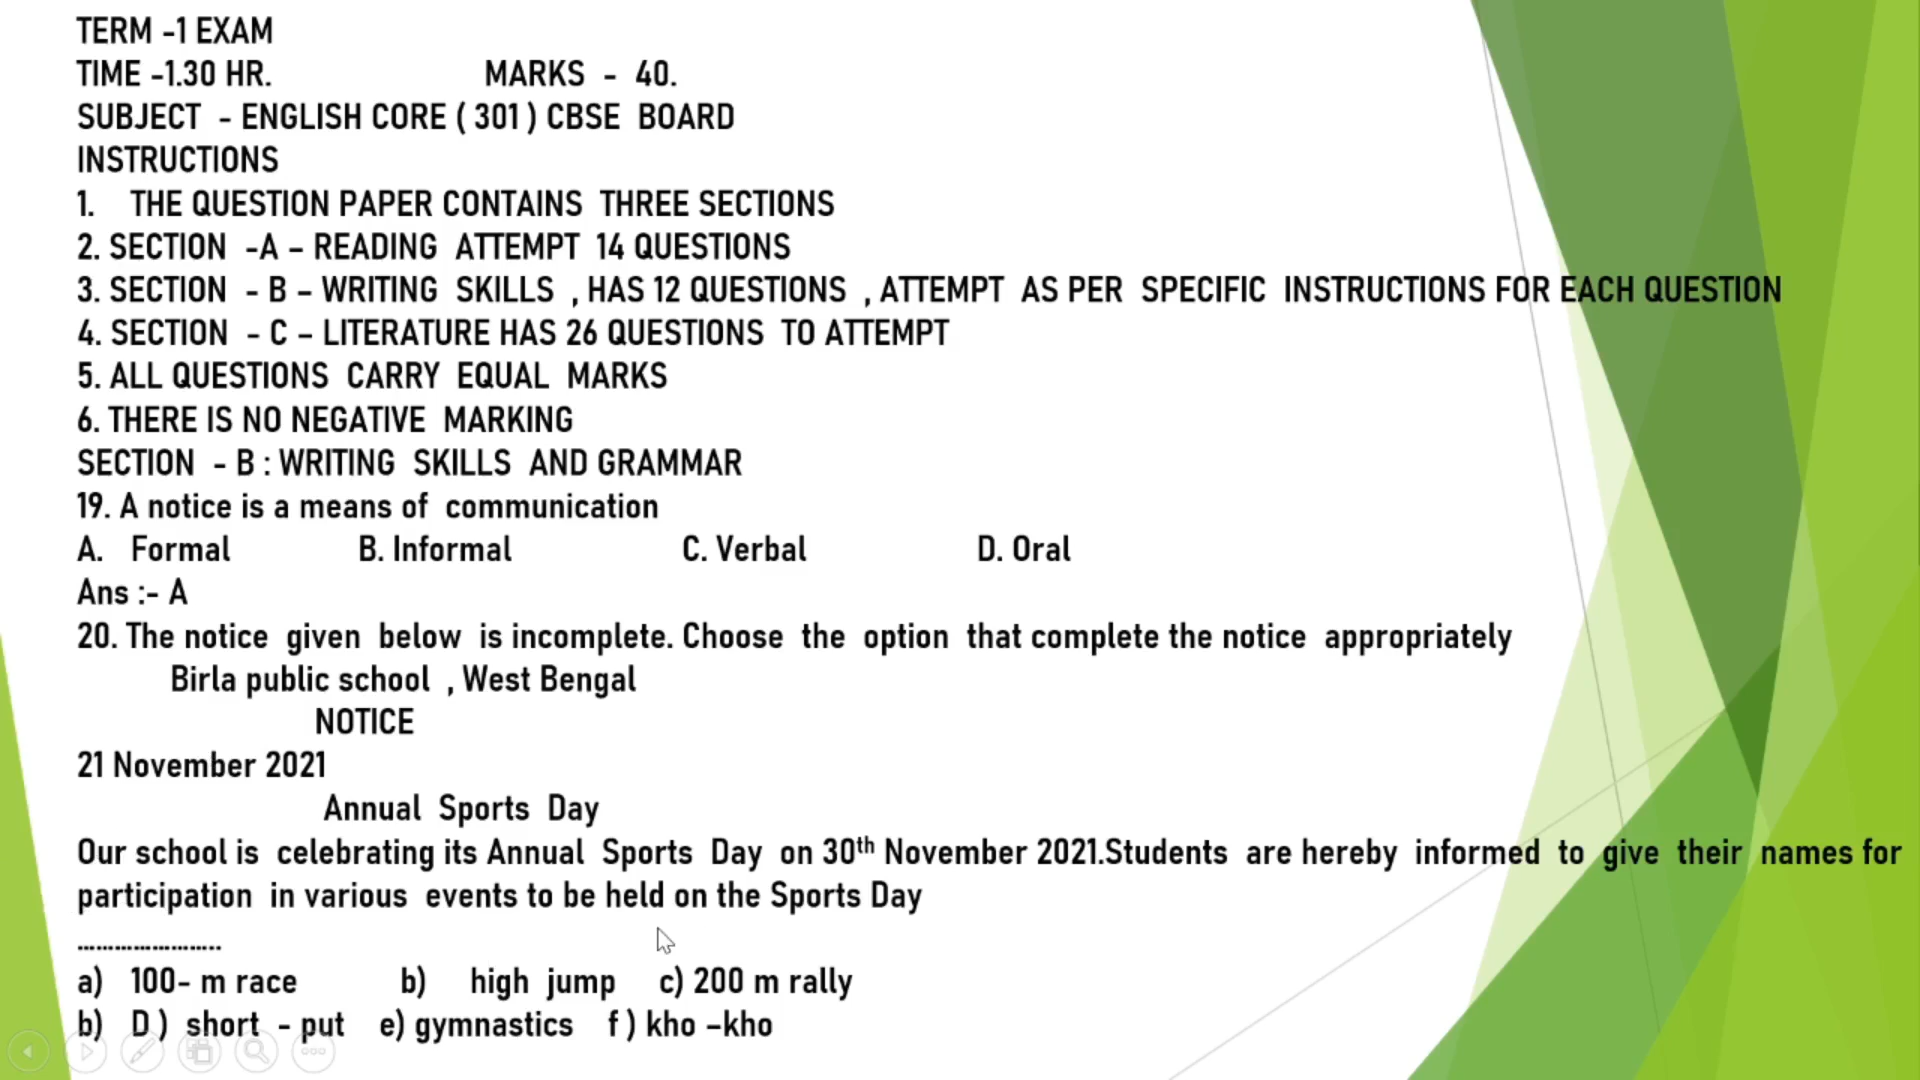 TERM -1 EXAM
TIME -1.30 HR. MARKS - 40.
SUBJECT - ENGLISH CORE ( 301 ) CBSE BOARD
INSTRUCTIONS
1. THE QUESTION PAPER CONTAINS THREE SECTIONS
2. SECTION -A – READING ATTEMPT 14 QUESTIONS
3. SECTION - B – WRITING SKILLS , HAS 12 QUESTIONS , ATTEMPT AS PER SPECIFIC INSTRUCTIONS FOR EACH QUESTION
4. SECTION - C – LITERATURE HAS 26 QUESTIONS TO ATTEMPT
5. ALL QUESTIONS CARRY EQUAL MARKS
6. THERE IS NO NEGATIVE MARKING
SECTION - B : WRITING SKILLS AND GRAMMAR
19. A notice is a means of communication
A. Formal B. Informal C. Verbal D. Oral
Ans :- A
20. The notice given below is incomplete. Choose the option that complete the notice appropriately
Birla public school , West Bengal
NOTICE
21 November 2021
Annual Sports Day
Our school is celebrating its Annual Sports Day on 30th November 2021.Students are hereby informed to give their names for
participation in various events to be held on the Sports Day
.......................
a) 100- m race b) high jump c) 200 m rally
b) D ) short - put e) gymnastics f ) kho –kho